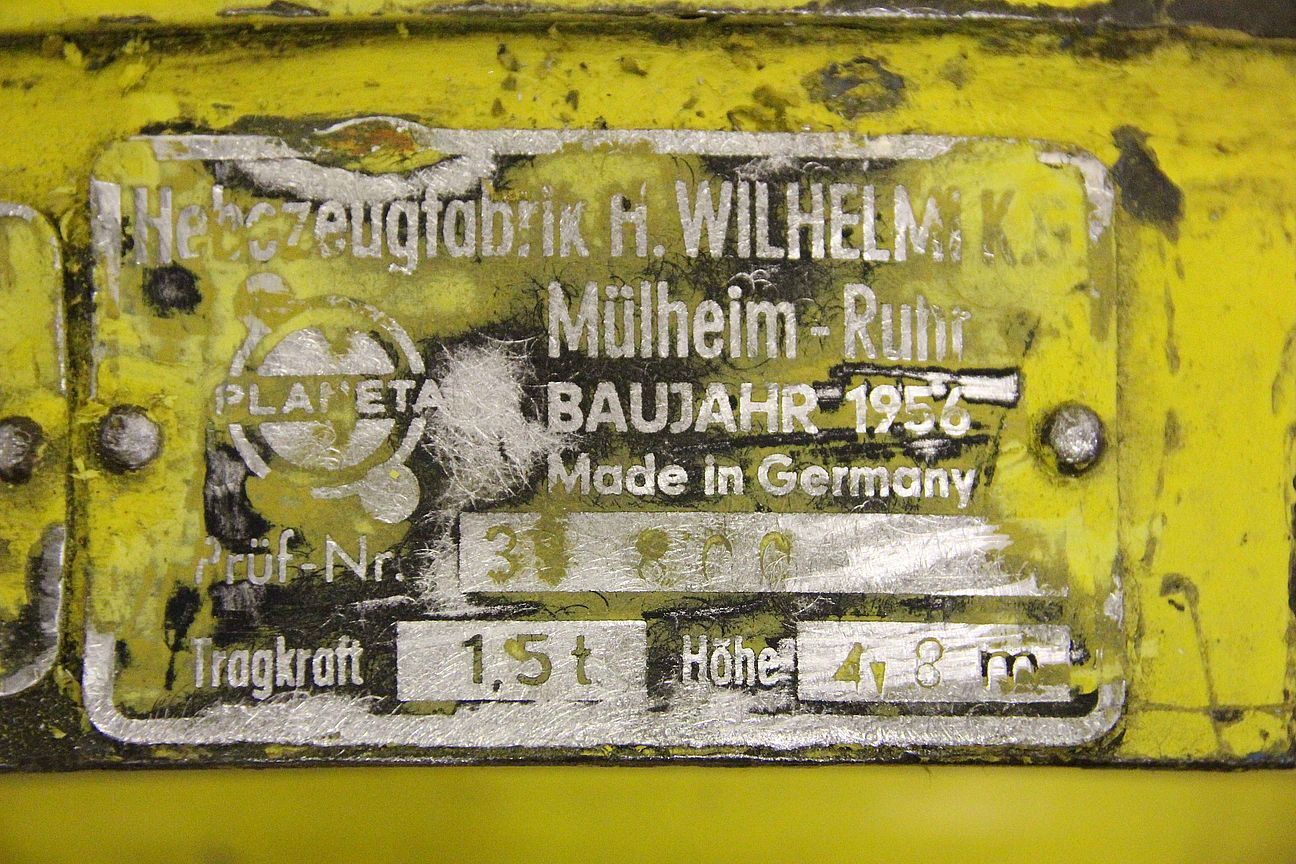 Hebezeugfabrik H. WILHELMI K.G.
Mülheim-Ruhr
PLANETA
BAUJAHR 1956
Made in Germany
Prüf-Nr.
Tragkraft 1,5 t Höhe 4,8 m